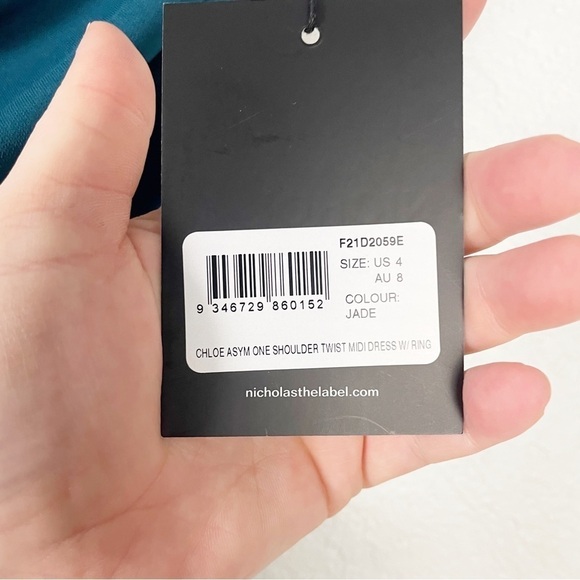 F21D2059E
SIZE: US 4
AU 8
COLOUR:
JADE
9 346729 860152
CHLOE ASYM ONE SHOULDER TWIST MIDI DRESS W/ RING
nicholasthelabel.com